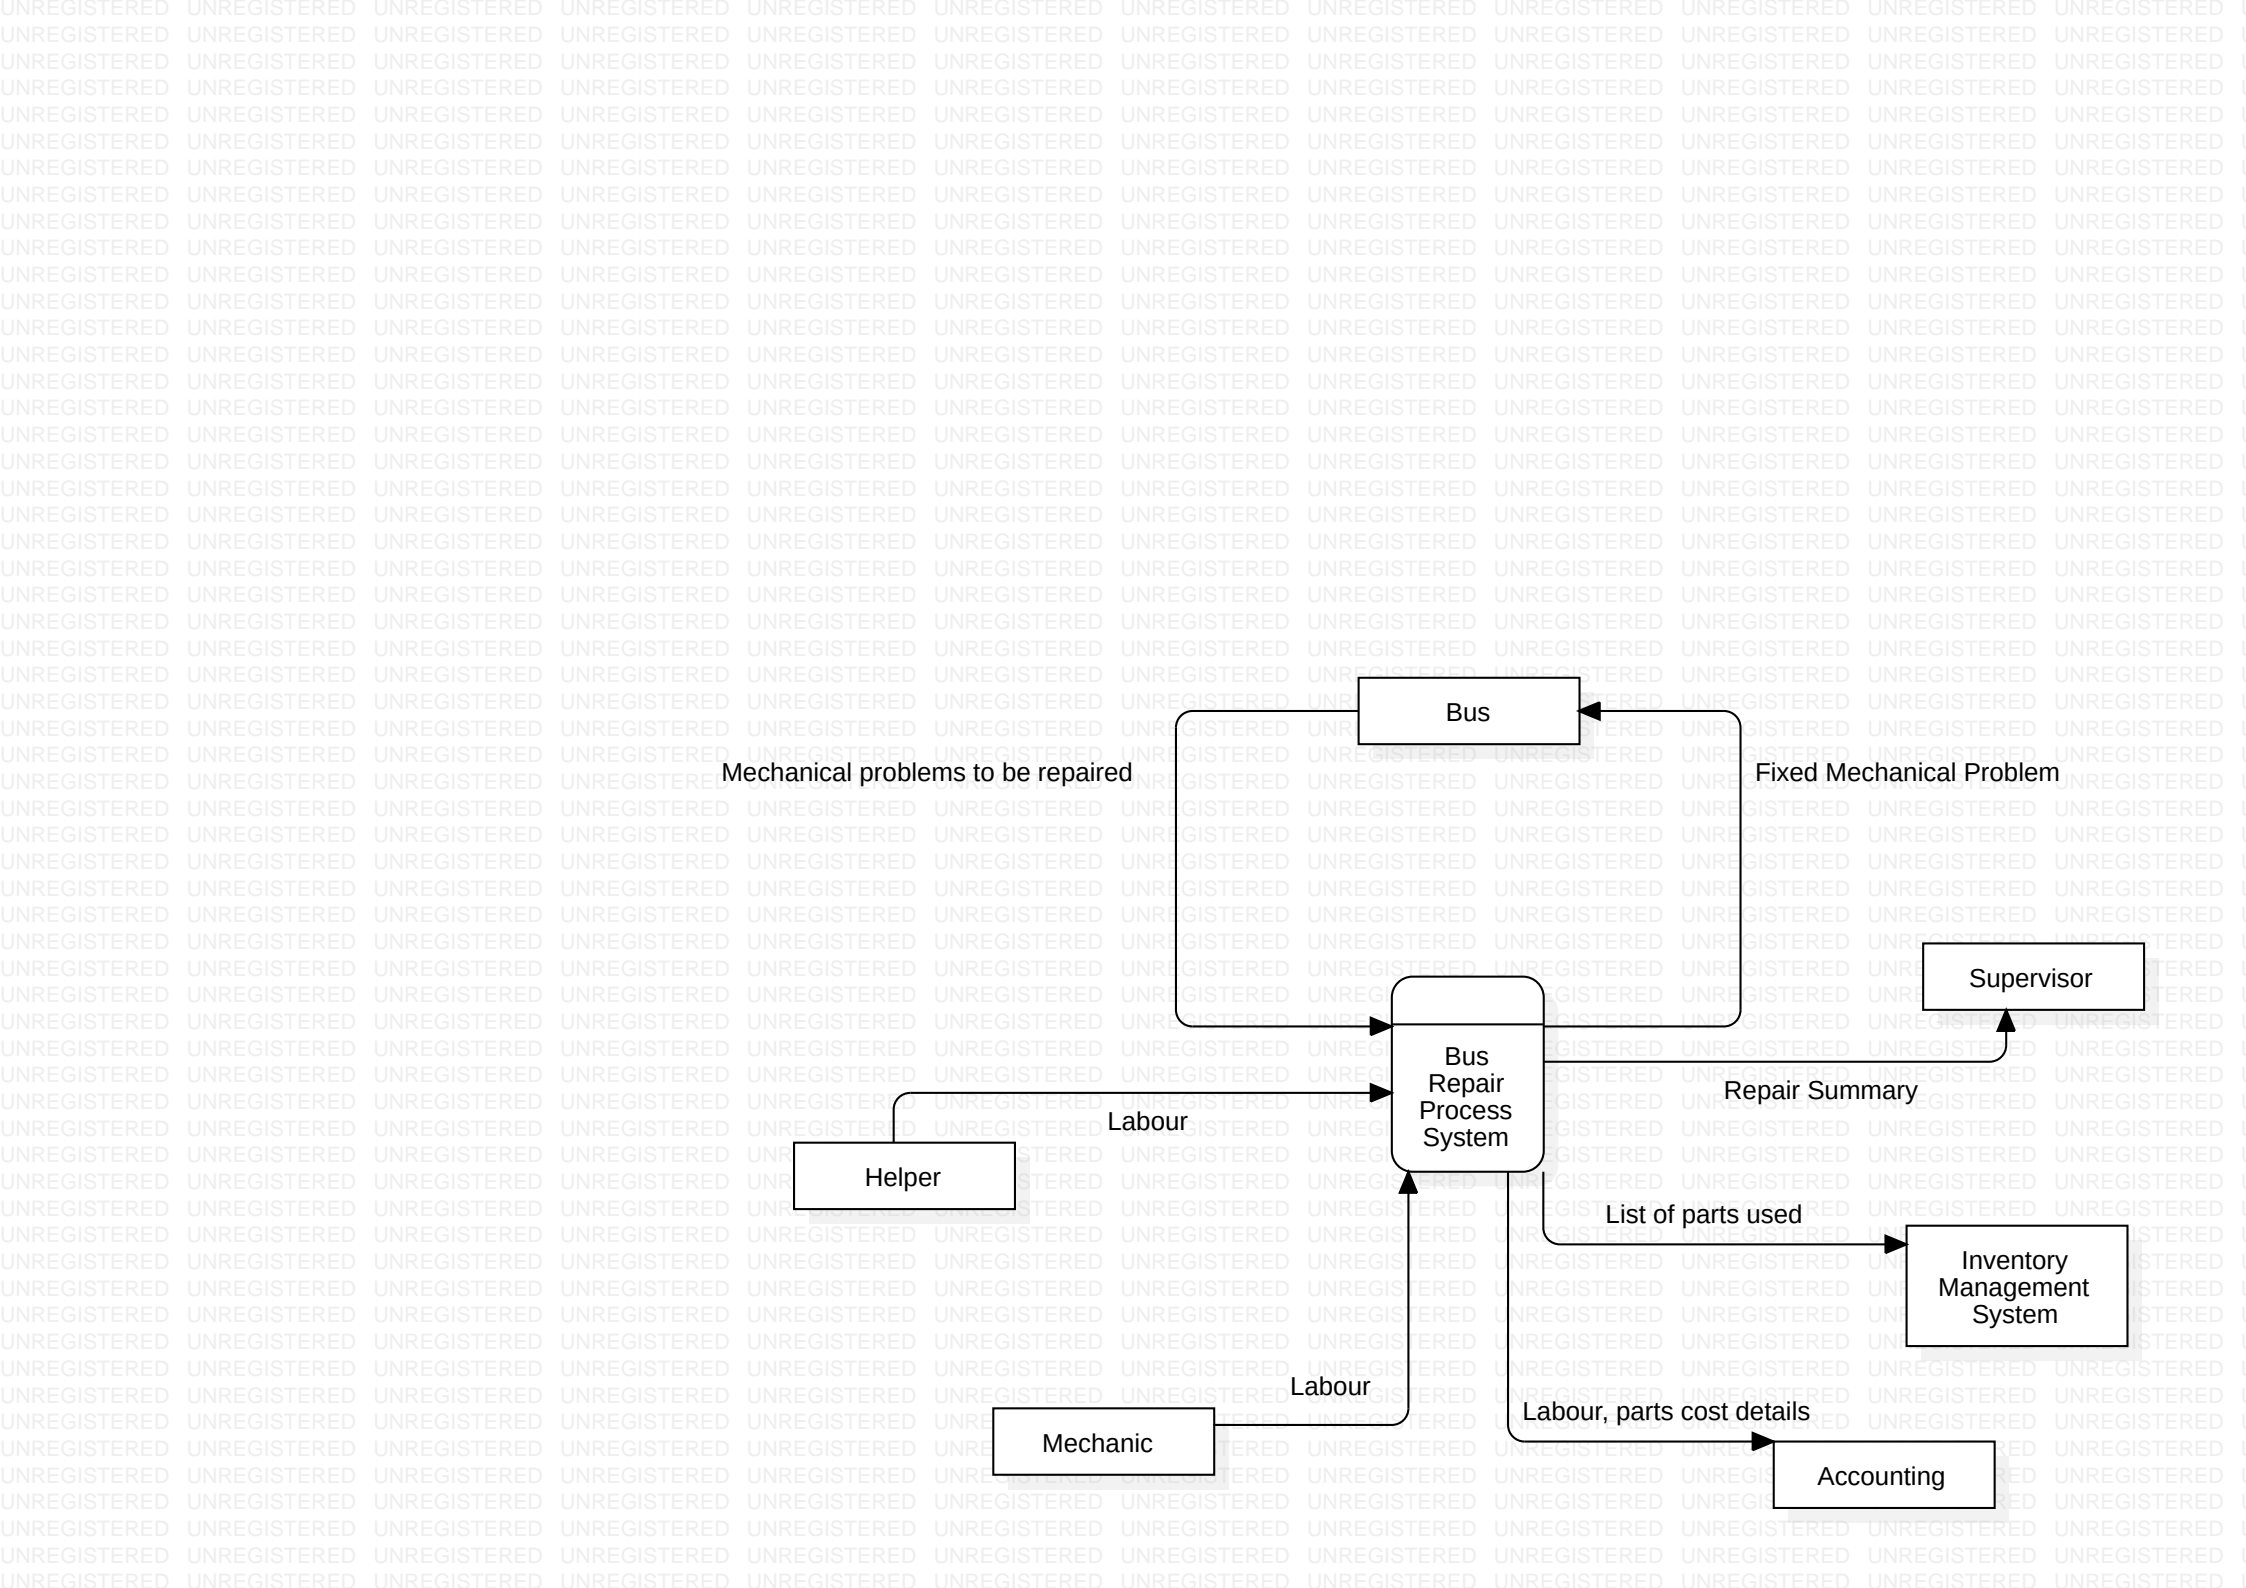 Bus
Mechanical problems to be repaired
Fixed Mechanical Problem
Supervisor
Bus
Repair
Process
System
Repair Summary
Labour
Helper
List of parts used
Inventory
Management
System
Labour
Labour, parts cost details
Mechanic
Accounting
UNREGISTERED